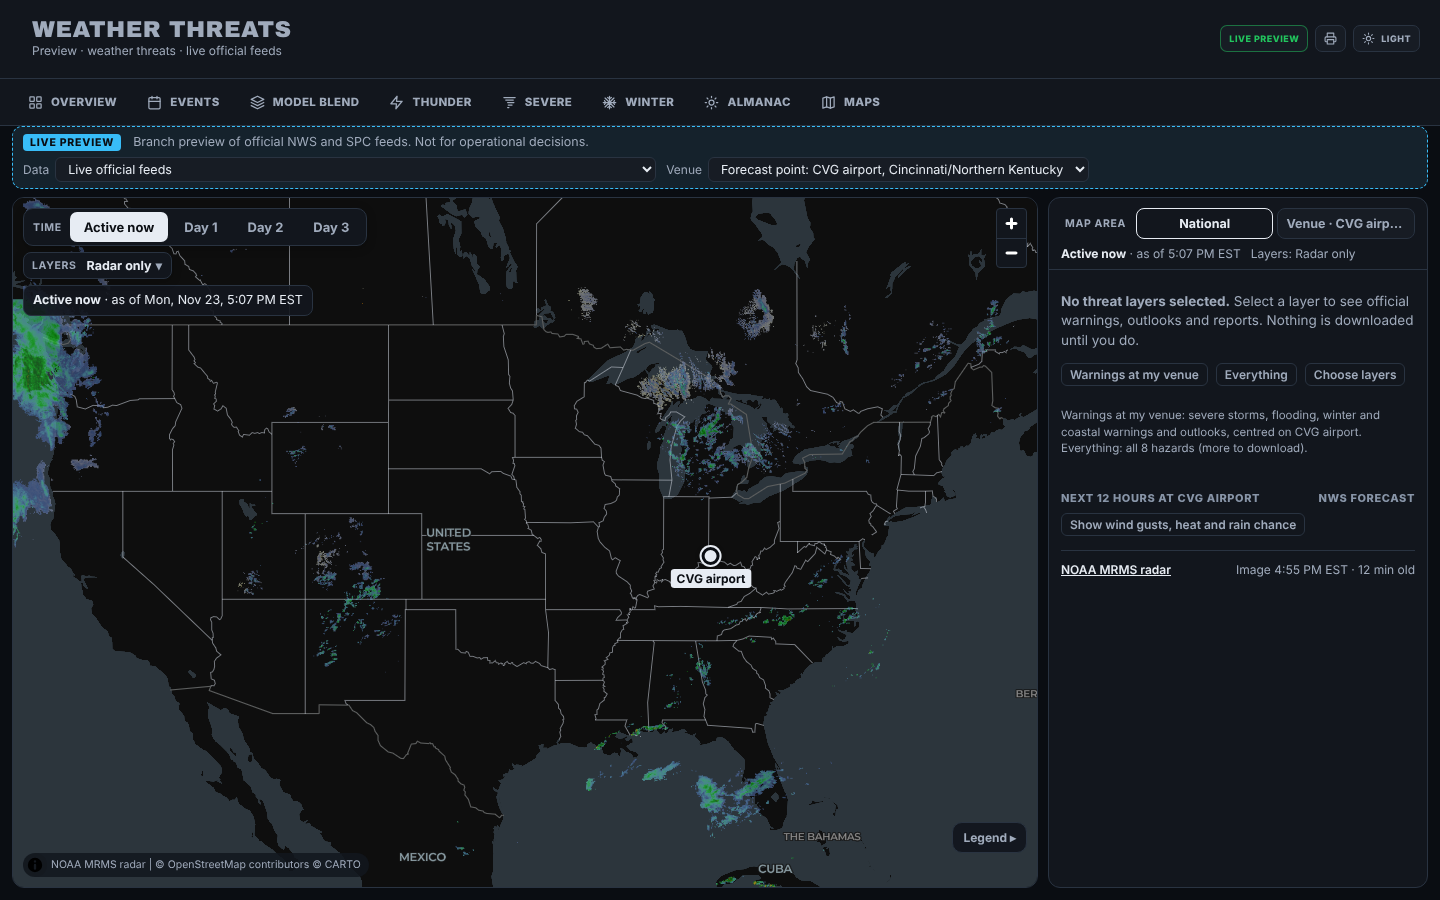 WEATHER THREATS
Preview · weather threats · live official feeds
LIVE PREVIEW
LIGHT
OVERVIEW
EVENTS
MODEL BLEND
THUNDER
SEVERE
WINTER
ALMANAC
MAPS
LIVE PREVIEW Branch preview of official NWS and SPC feeds. Not for operational decisions.
Data Live official feeds Venue Forecast point: CVG airport, Cincinnati/Northern Kentucky
TIME Active now Day 1 Day 2 Day 3
LAYERS Radar only ▾
Active now · as of Mon, Nov 23, 5:07 PM EST
+
−
UNITED
STATES
CVG airport
BER
THE BAHAMAS
MEXICO
CUBA
Legend ▸
NOAA MRMS radar | © OpenStreetMap contributors © CARTO
MAP AREA National Venue · CVG airp...
Active now · as of 5:07 PM EST Layers: Radar only
No threat layers selected. Select a layer to see official
warnings, outlooks and reports. Nothing is downloaded
until you do.
Warnings at my venue Everything Choose layers
Warnings at my venue: severe storms, flooding, winter and
coastal warnings and outlooks, centred on CVG airport.
Everything: all 8 hazards (more to download).
NEXT 12 HOURS AT CVG AIRPORT NWS FORECAST
Show wind gusts, heat and rain chance
NOAA MRMS radar Image 4:55 PM EST · 12 min old